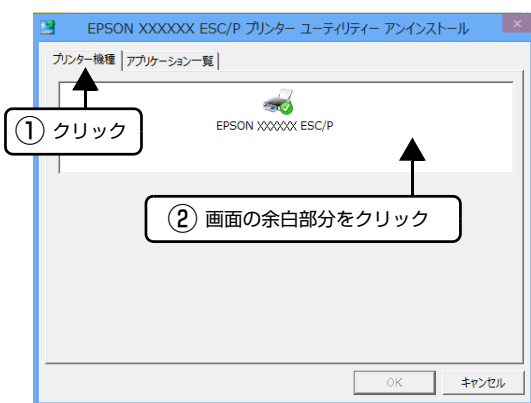 EPSON XXXXXX ESC/P プリンター ユーティリティー アンインストール
プリンター機種 アプリケーション一覧
EPSON XXXXXX ESC/P
① クリック
② 画面の余白部分をクリック
OK キャンセル